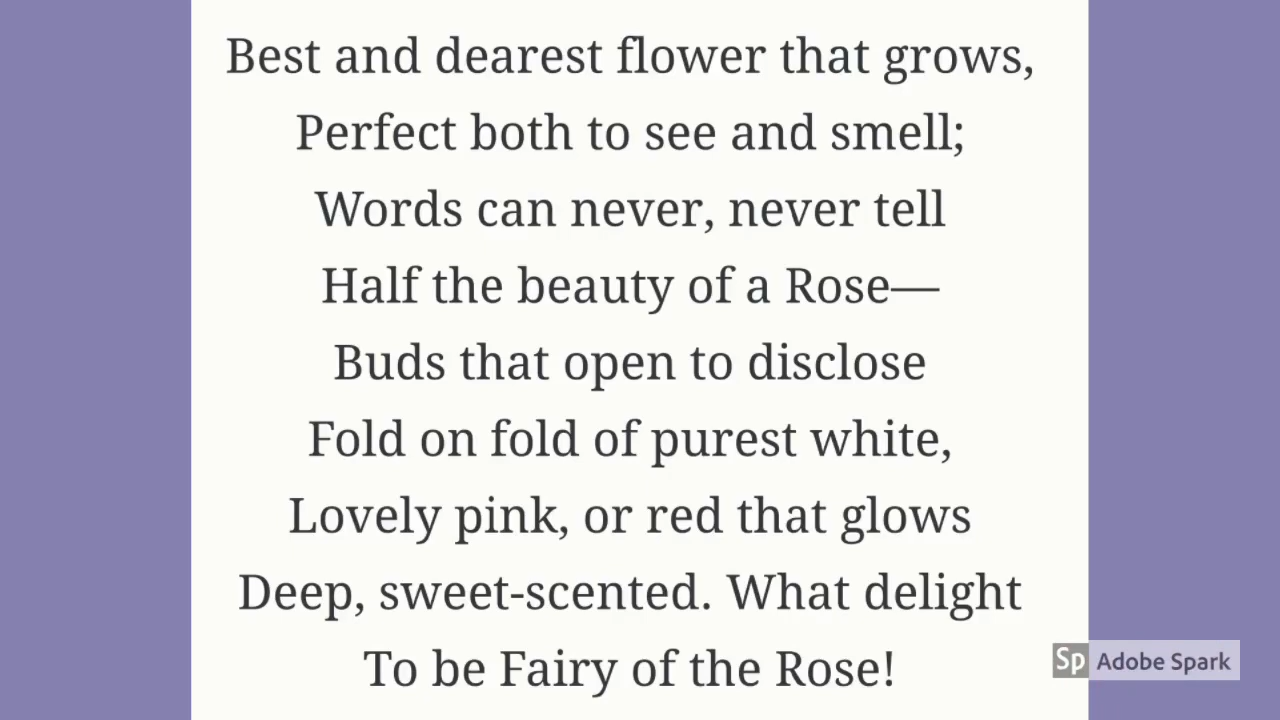 Best and dearest flower that grows,
Perfect both to see and smell;
Words can never, never tell
Half the beauty of a Rose—
Buds that open to disclose
Fold on fold of purest white,
Lovely pink, or red that glows
Deep, sweet-scented. What delight
To be Fairy of the Rose!
Sp Adobe Spark